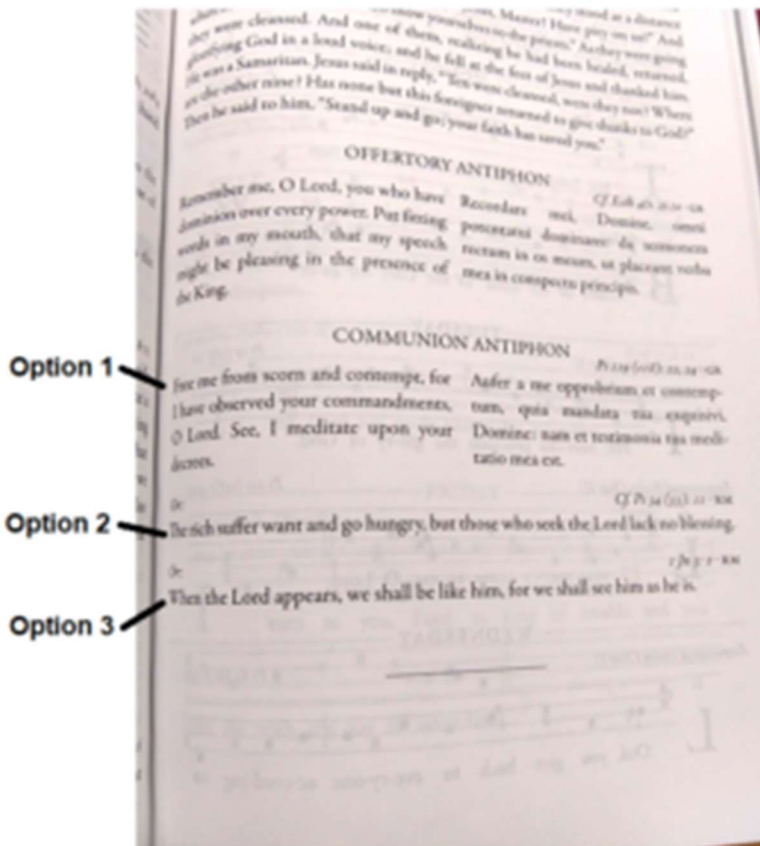 they were cleansed. And one of them, realizing he had been healed, returned,
glorifying God in a loud voice; and he fell at the feet of Jesus and thanked him.
He was a Samaritan. Jesus said in reply, "Ten were cleansed, were they not? Where
are the other nine? Has none but this foreigner returned to give thanks to God?"
Then he said to him, "Stand up and go; your faith has saved you."
OFFERTORY ANTIPHON
Remember me, O Lord, you who have
dominion over every power. Put fitting
words in my mouth, that my speech
might be pleasing in the presence of
the King.
Recordare mei, Domine, omni
potentatui dominans: da sermonem
rectum in os meum, ut placeant verba
mea in conspectu principis.
COMMUNION ANTIPHON
Option 1
Free me from scorn and contempt, for
I have observed your commandments,
O Lord. See, I meditate upon your
decrees.
Aufer a me opprobrium et contemp-
tum, quia mandata tua exquisivi,
Domine: nam et testimonia tua medi-
tatio mea est.
Or:
Option 2
The rich suffer want and go hungry, but those who seek the Lord lack no blessing.
Or:
Option 3
When the Lord appears, we shall be like him, for we shall see him as he is.